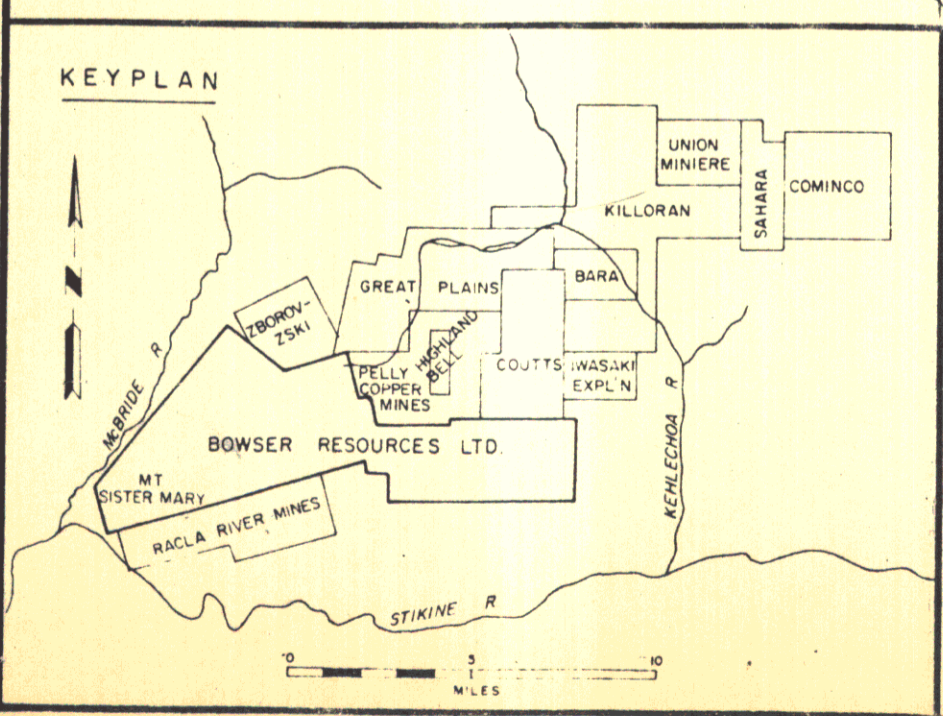 KEYPLAN
UNION
MINIERE
SAHARA
COMINCO
KILLORAN
GREAT PLAINS
BARA
ZBOROV-
ZSKI
HIGHLAND
BELL
PELLY
COPPER
MINES
COUTTS
IWASAKI
EXPL'N
McBRIDE R
BOWSER RESOURCES LTD.
KEHLECHOA R
MT
SISTER MARY
RACLA RIVER MINES
STIKINE R
0 5 10
MILES